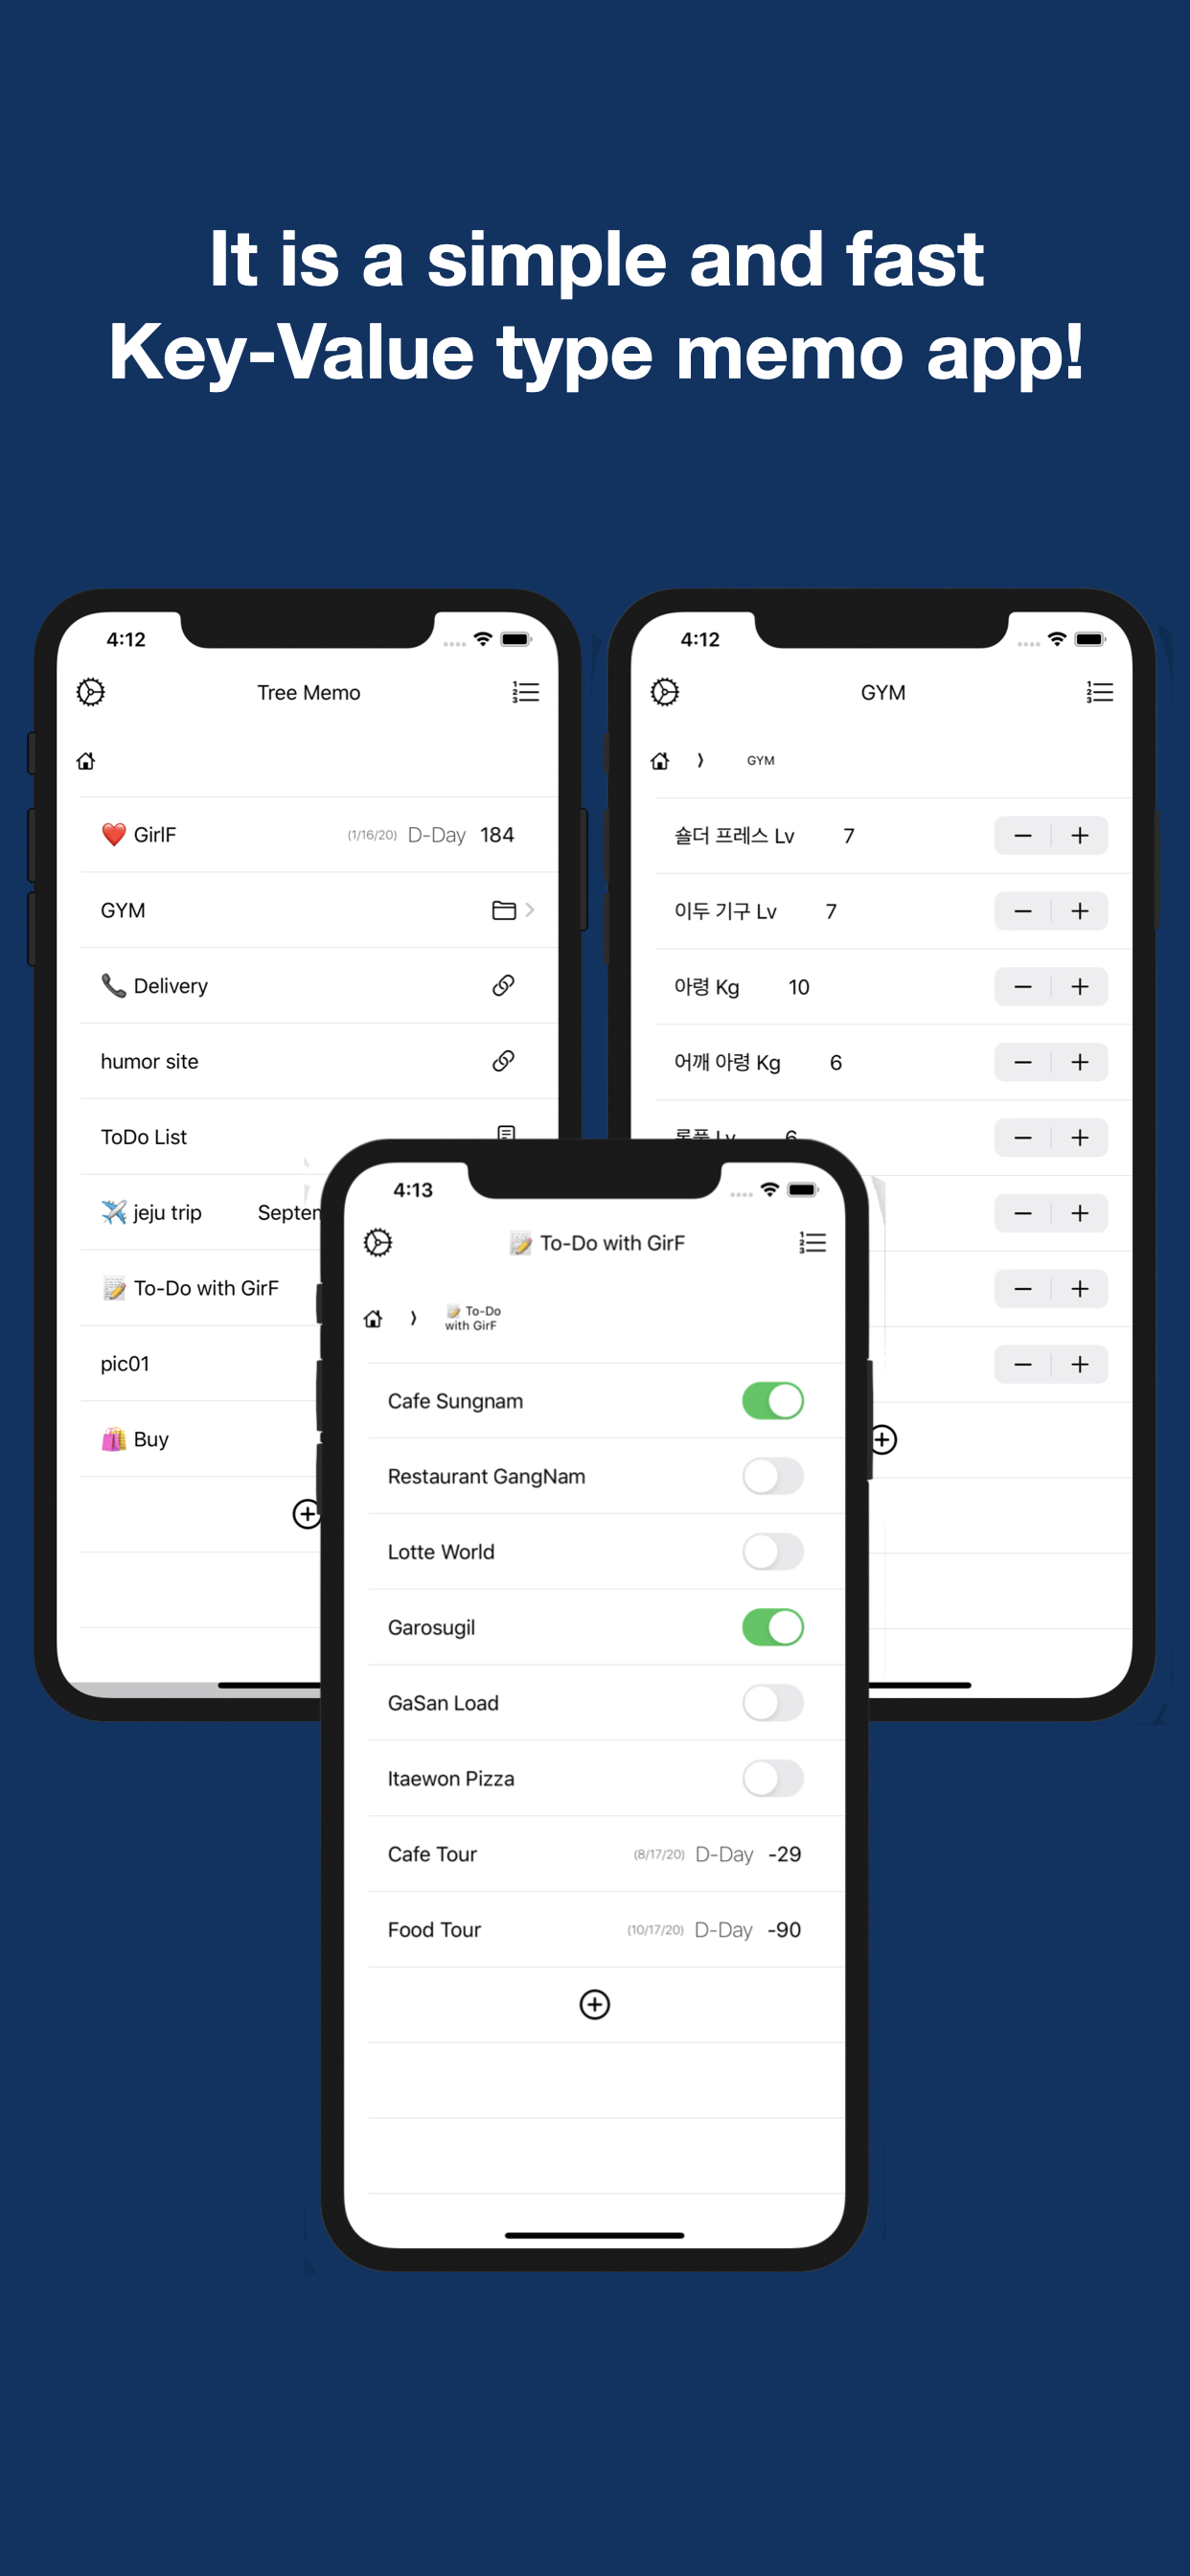 It is a simple and fast
Key-Value type memo app!
4:12
Tree Memo
GirlF (1/16/20) D-Day 184
GYM
Delivery
humor site
ToDo List
jeju trip
To-Do with GirF
pic01
Buy
4:12
GYM
GYM
숄더 프레스 Lv 7
이두 기구 Lv 7
아령 Kg 10
어깨 아령 Kg 6
4:13
To-Do with GirF
To-Do
with GirF
Cafe Sungnam
Restaurant GangNam
Lotte World
Garosugil
GaSan Load
Itaewon Pizza
Cafe Tour (8/17/20) D-Day -29
Food Tour (10/17/20) D-Day -90